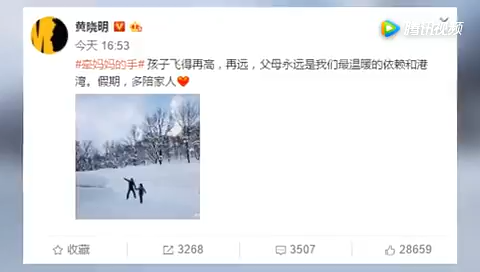 黄晓明
腾讯视频
今天 16:53
#牵妈妈的手# 孩子飞得再高，再远，父母永远是我们最温暖的依赖和港
湾。假期，多陪家人
收藏
3268
3507
28659